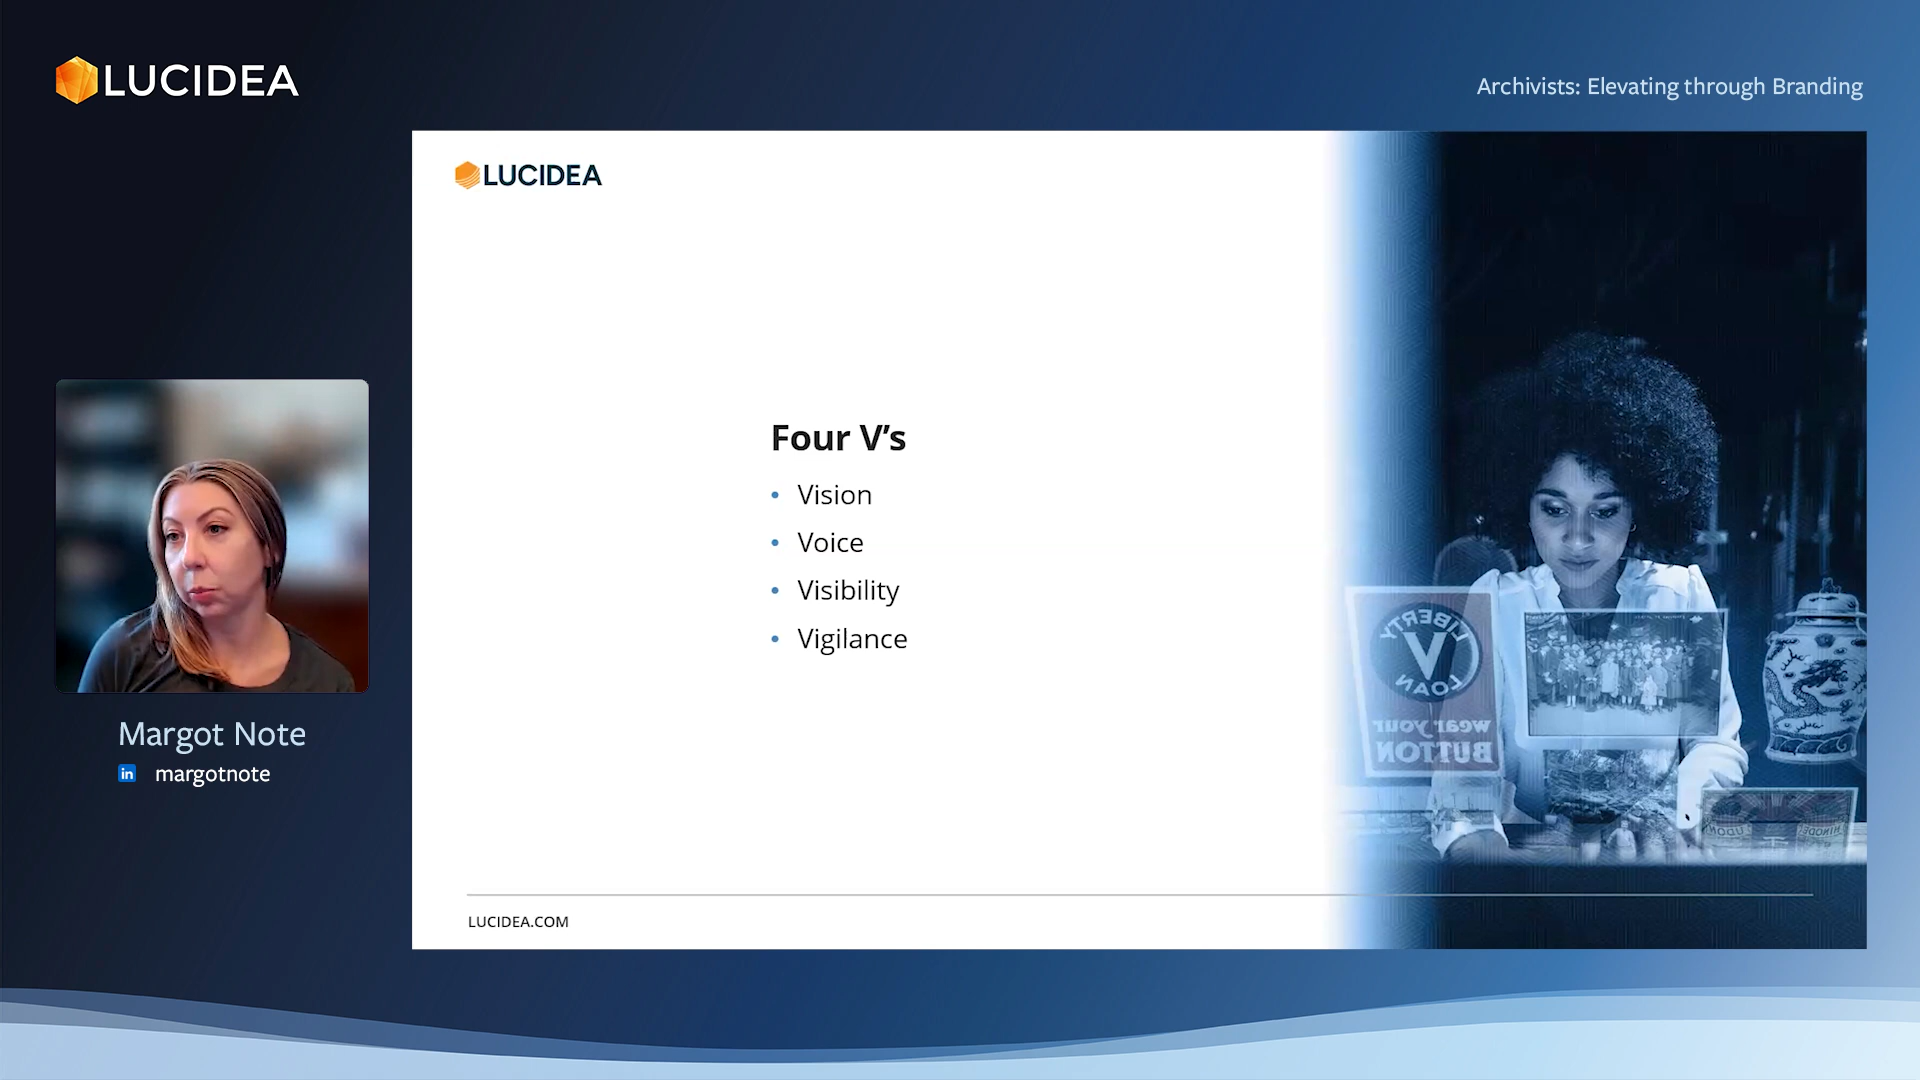 LUCIDEA
Archivists: Elevating through Branding
LUCIDEA
Four V’s
• Vision
• Voice
• Visibility
• Vigilance
LIBERTY
V
LOAN
wear your
BUTTON
Margot Note
in margotnote
LUCIDEA.COM